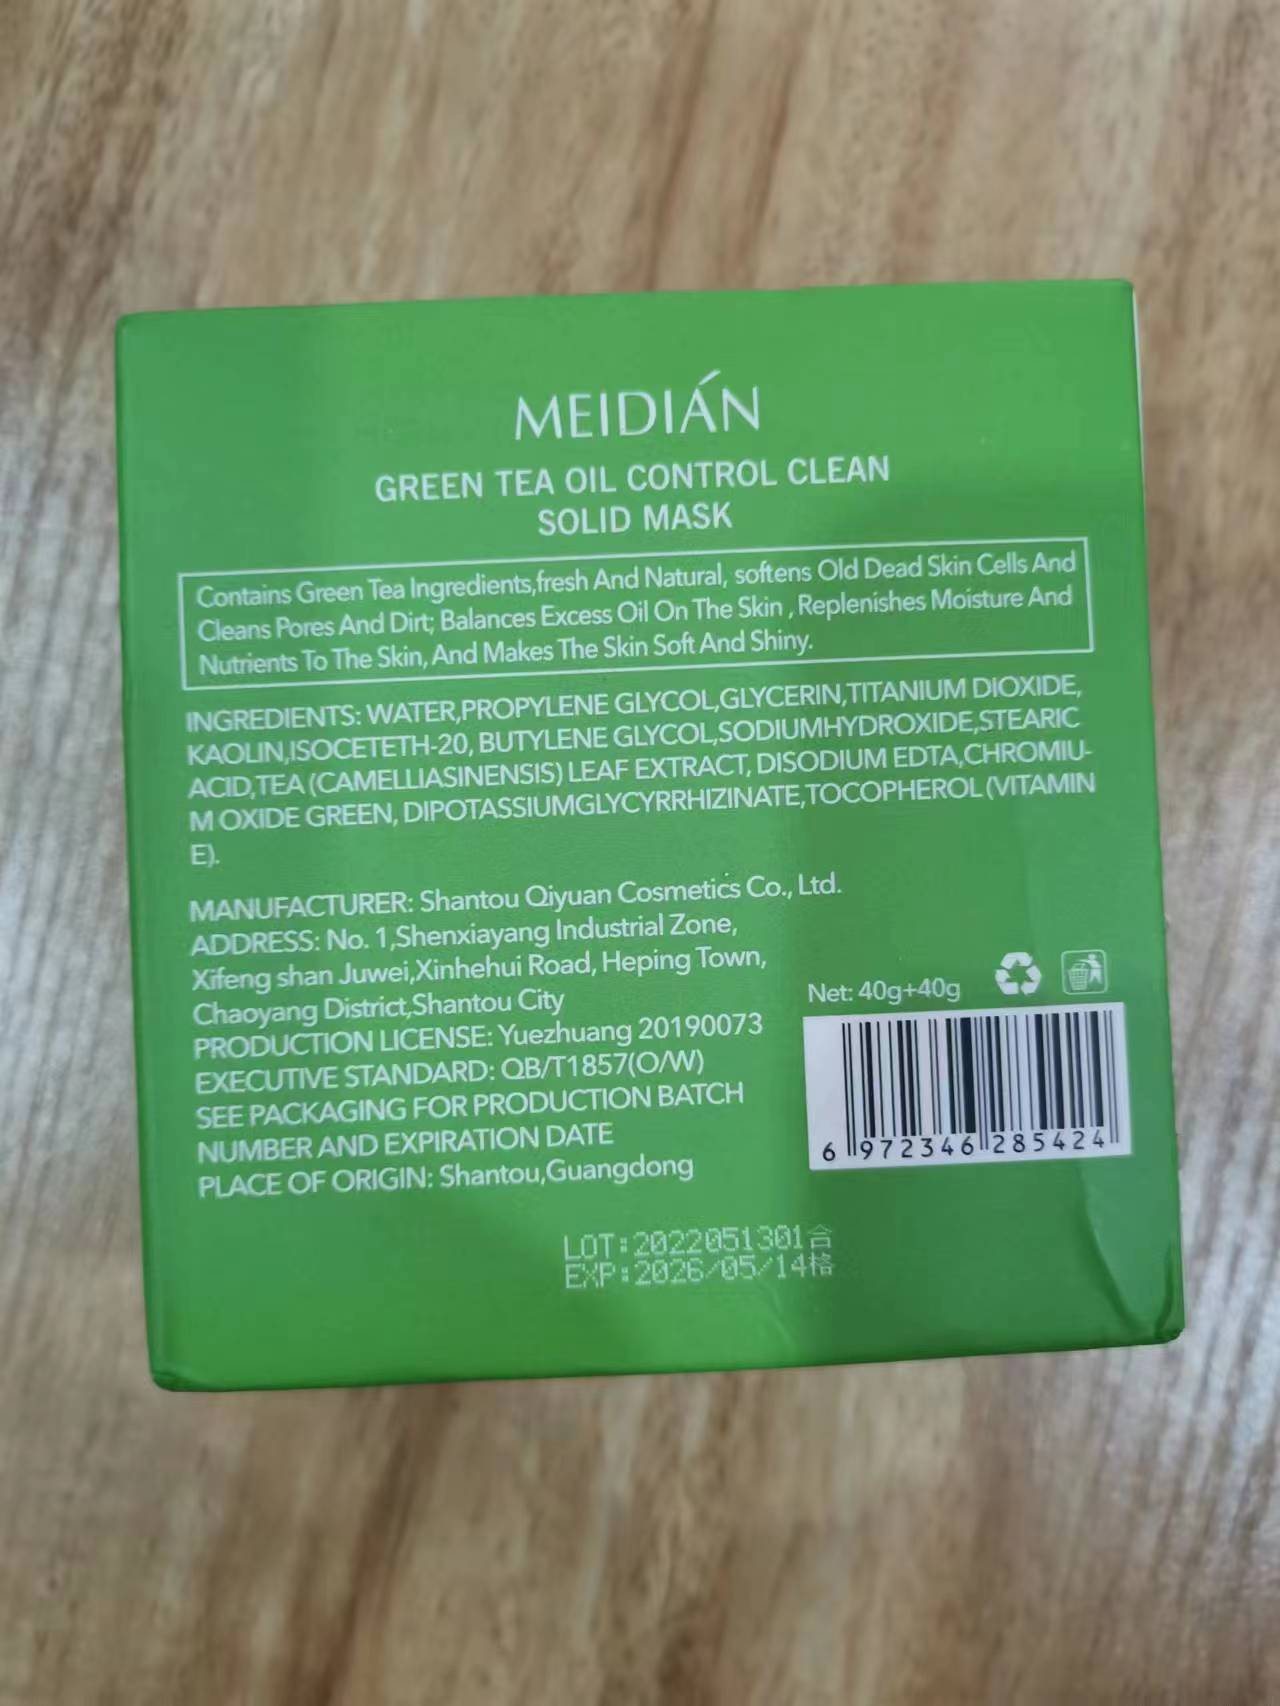 MEIDIÁN
GREEN TEA OIL CONTROL CLEAN
SOLID MASK
Contains Green Tea Ingredients,fresh And Natural, softens Old Dead Skin Cells And
Cleans Pores And Dirt; Balances Excess Oil On The Skin , Replenishes Moisture And
Nutrients To The Skin, And Makes The Skin Soft And Shiny.
INGREDIENTS: WATER,PROPYLENE GLYCOL,GLYCERIN,TITANIUM DIOXIDE,
KAOLIN,ISOCETETH-20, BUTYLENE GLYCOL,SODIUMHYDROXIDE,STEARIC
ACID,TEA (CAMELLIASINENSIS) LEAF EXTRACT, DISODIUM EDTA,CHROMIU-
M OXIDE GREEN, DIPOTASSIUMGLYCYRRHIZINATE,TOCOPHEROL (VITAMIN
E).
MANUFACTURER: Shantou Qiyuan Cosmetics Co., Ltd.
ADDRESS: No. 1,Shenxiayang Industrial Zone,
Xifeng shan Juwei,Xinhehui Road, Heping Town,
Chaoyang District,Shantou City
PRODUCTION LICENSE: Yuezhuang 20190073
EXECUTIVE STANDARD: QB/T1857(O/W)
SEE PACKAGING FOR PRODUCTION BATCH
NUMBER AND EXPIRATION DATE
PLACE OF ORIGIN: Shantou,Guangdong
Net: 40g+40g
6 972346 285424
LOT:2022051301合
EXP:2026/05/14格